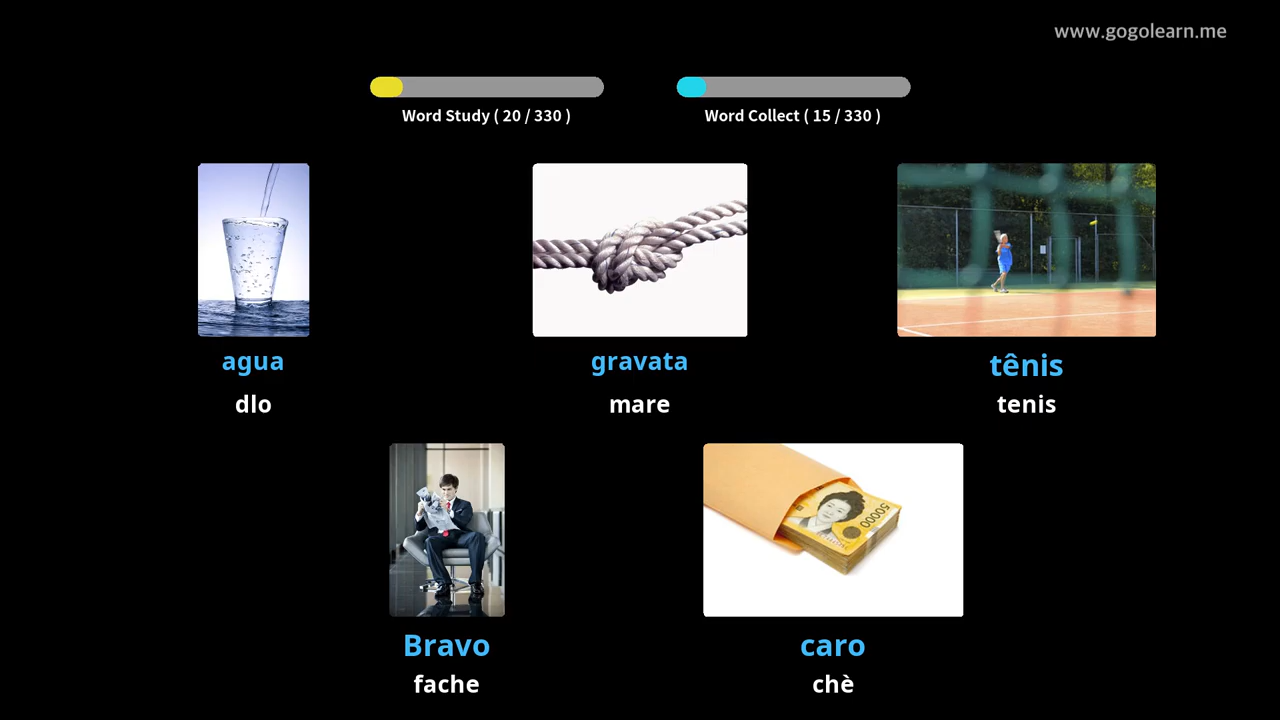 www.gogolearn.me
Word Study ( 20 / 330 )
Word Collect ( 15 / 330 )
agua
gravata
tênis
dlo
mare
tenis
50000
Bravo
caro
fache
chè